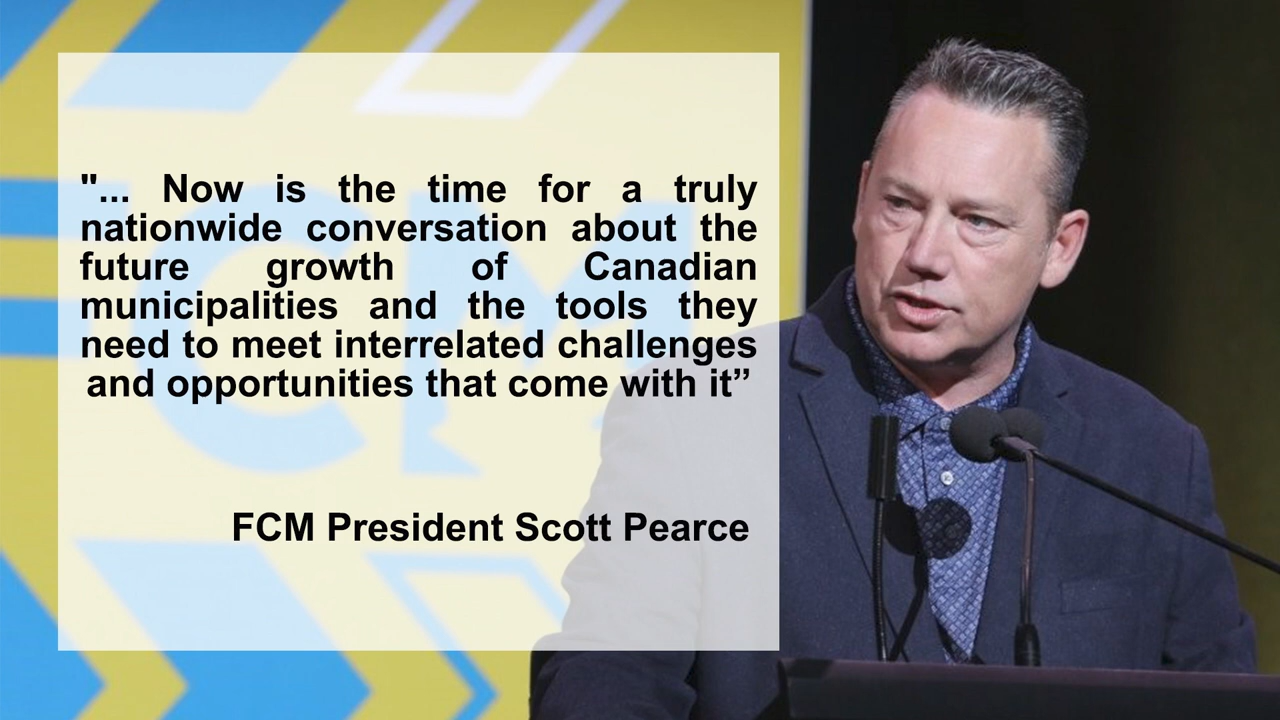 "... Now is the time for a truly
nationwide conversation about the
future growth of Canadian
municipalities and the tools they
need to meet interrelated challenges
and opportunities that come with it”
FCM President Scott Pearce